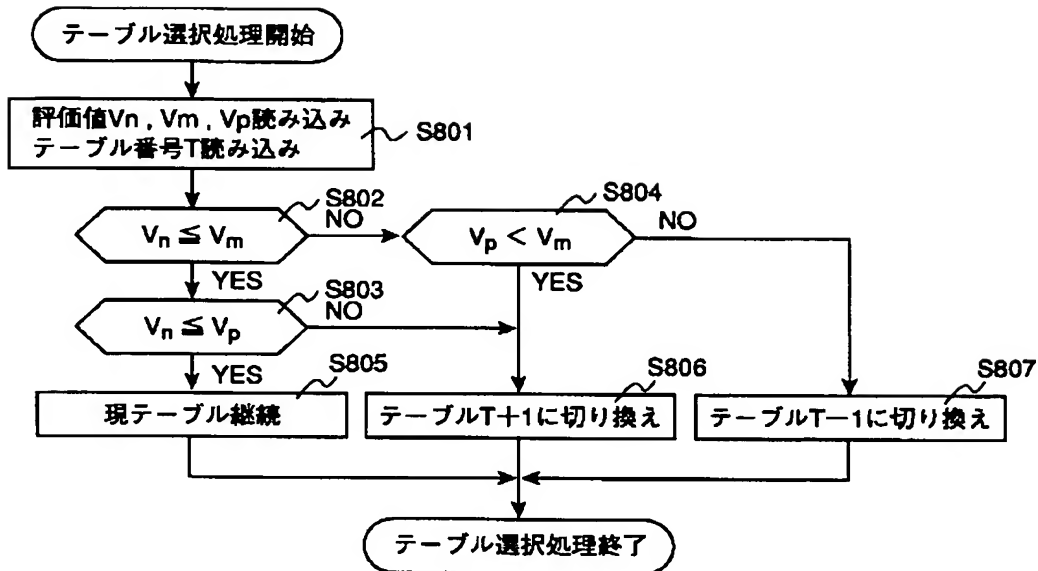 テーブル選択処理開始
評価値Vn , Vm , Vp読み込み
テーブル番号T読み込み
S801
S802
Vn ≦ Vm
NO
YES
S804
Vp < Vm
NO
YES
S803
Vn ≦ Vp
NO
YES
S805
現テーブル継続
S806
テーブルT+1に切り換え
S807
テーブルT−1に切り換え
テーブル選択処理終了